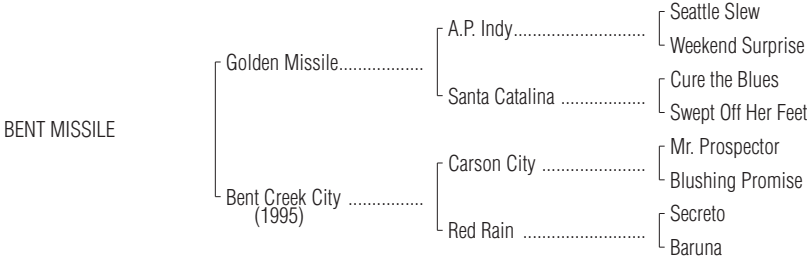 Seattle Slew
A.P. Indy..............................
Weekend Surprise
Golden Missile.................
Cure the Blues
Santa Catalina ...................
Swept Off Her Feet
BENT MISSILE
Mr. Prospector
Carson City .......................
Blushing Promise
Bent Creek City ...............
(1995)
Secreto
Red Rain ...........................
Baruna